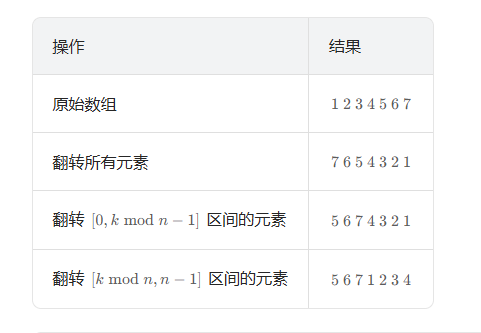 操作 结果
原始数组 1 2 3 4 5 6 7
翻转所有元素 7 6 5 4 3 2 1
翻转 [0, k mod n − 1] 区间的元素 5 6 7 4 3 2 1
翻转 [k mod n, n − 1] 区间的元素 5 6 7 1 2 3 4